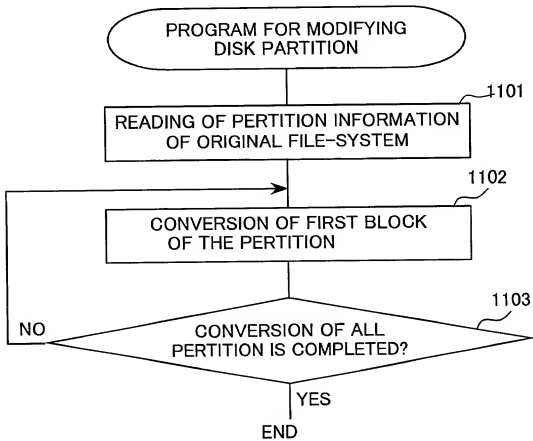 PROGRAM FOR MODIFYING
DISK PARTITION
1101
READING OF PERTITION INFORMATION
OF ORIGINAL FILE-SYSTEM
1102
CONVERSION OF FIRST BLOCK
OF THE PERTITION
1103
NO
CONVERSION OF ALL
PERTITION IS COMPLETED?
YES
END